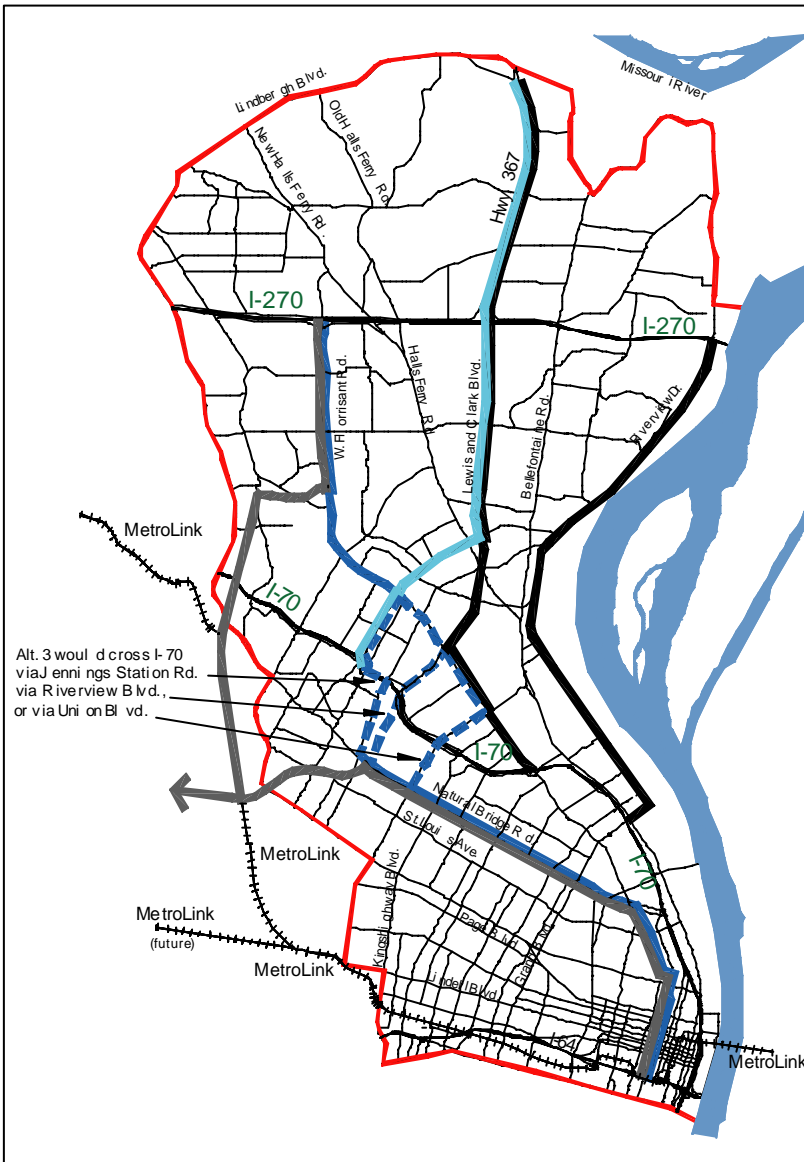 Missouri River
Lindbergh Blvd.
Old Halls Ferry Rd.
New Halls Ferry Rd.
Hwy 367
I-270
I-270
W. Florissant Rd.
Halls Ferry Rd.
Lewis and Clark Blvd.
Bellefontaine Rd.
Riverview Dr.
MetroLink
I-70
Alt. 3 would cross I-70
via Jennings Station Rd.
via Riverview Blvd.,
or via Union Blvd.
I-70
Natural Bridge Rd.
St. Louis Ave.
MetroLink
I-70
Kingshighway Blvd.
Page Blvd.
Grand Blvd.
MetroLink
(future)
MetroLink
Lindell Blvd.
I-64
MetroLink